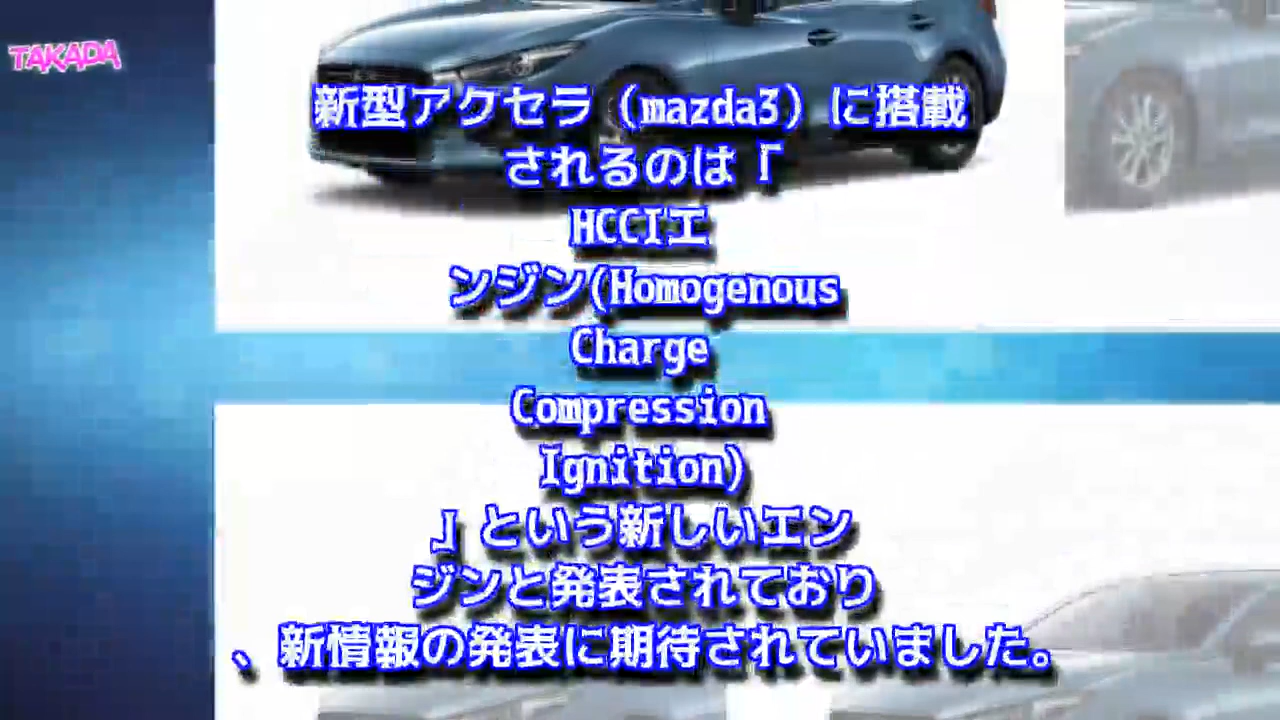 TAKADA
新型アクセラ（mazda3）に搭載
されるのは「
HCCIエ
ンジン(Homogenous
Charge
Compression
Ignition)
」という新しいエン
ジンと発表されており
、新情報の発表に期待されていました。